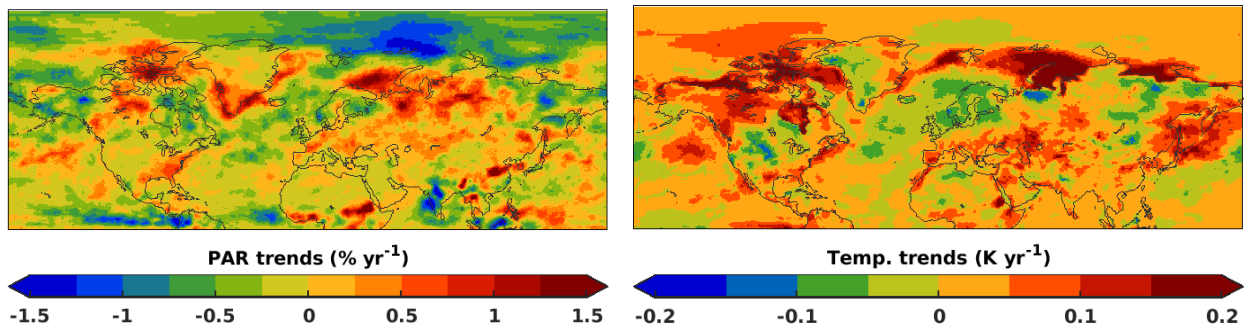 PAR trends (% yr-1)
-1.5 -1 -0.5 0 0.5 1 1.5
Temp. trends (K yr-1)
-0.2 -0.1 0 0.1 0.2